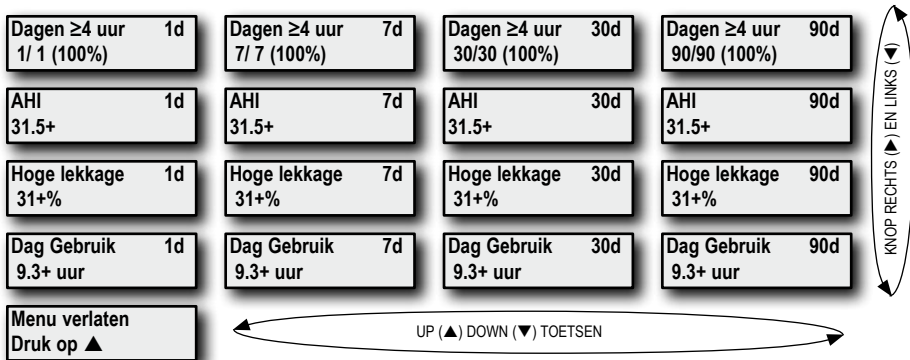 Dagen ≥4 uur 1d
1/ 1 (100%)
Dagen ≥4 uur 7d
7/ 7 (100%)
Dagen ≥4 uur 30d
30/30 (100%)
Dagen ≥4 uur 90d
90/90 (100%)
AHI 1d
31.5+
AHI 7d
31.5+
AHI 30d
31.5+
AHI 90d
31.5+
Hoge lekkage 1d
31+%
Hoge lekkage 7d
31+%
Hoge lekkage 30d
31+%
Hoge lekkage 90d
31+%
Dag Gebruik 1d
9.3+ uur
Dag Gebruik 7d
9.3+ uur
Dag Gebruik 30d
9.3+ uur
Dag Gebruik 90d
9.3+ uur
Menu verlaten
Druk op ▲
UP (▲) DOWN (▼) TOETSEN
KNOP RECHTS (▲) EN LINKS (▼)